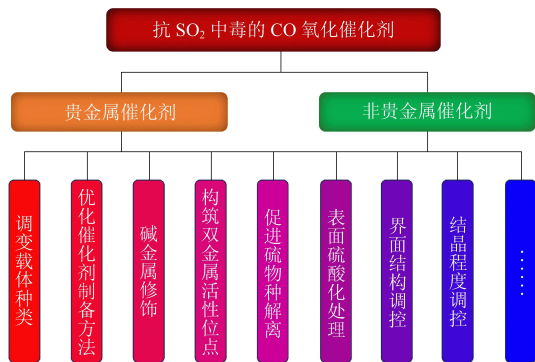 抗 SO₂ 中毒的 CO 氧化催化剂
贵金属催化剂
非贵金属催化剂
调变载体种类
优化催化剂制备方法
碱金属修饰
构筑双金属活性位点
促进硫物种解离
表面硫酸化处理
界面结构调控
结晶程度调控
……